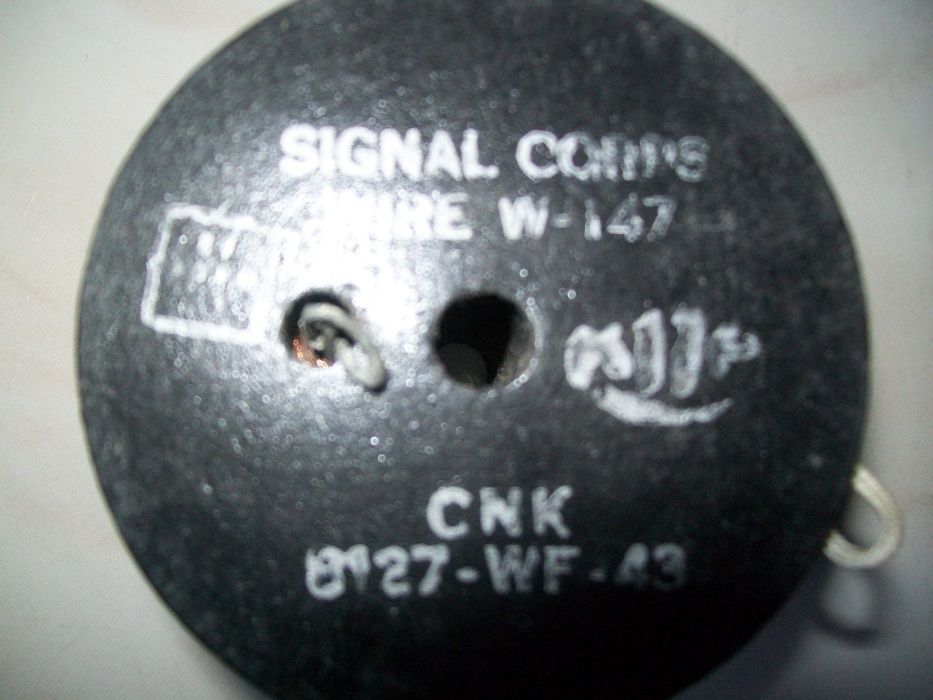 SIGNAL CORPS
WIRE W-147
CNK
8127-WF-43